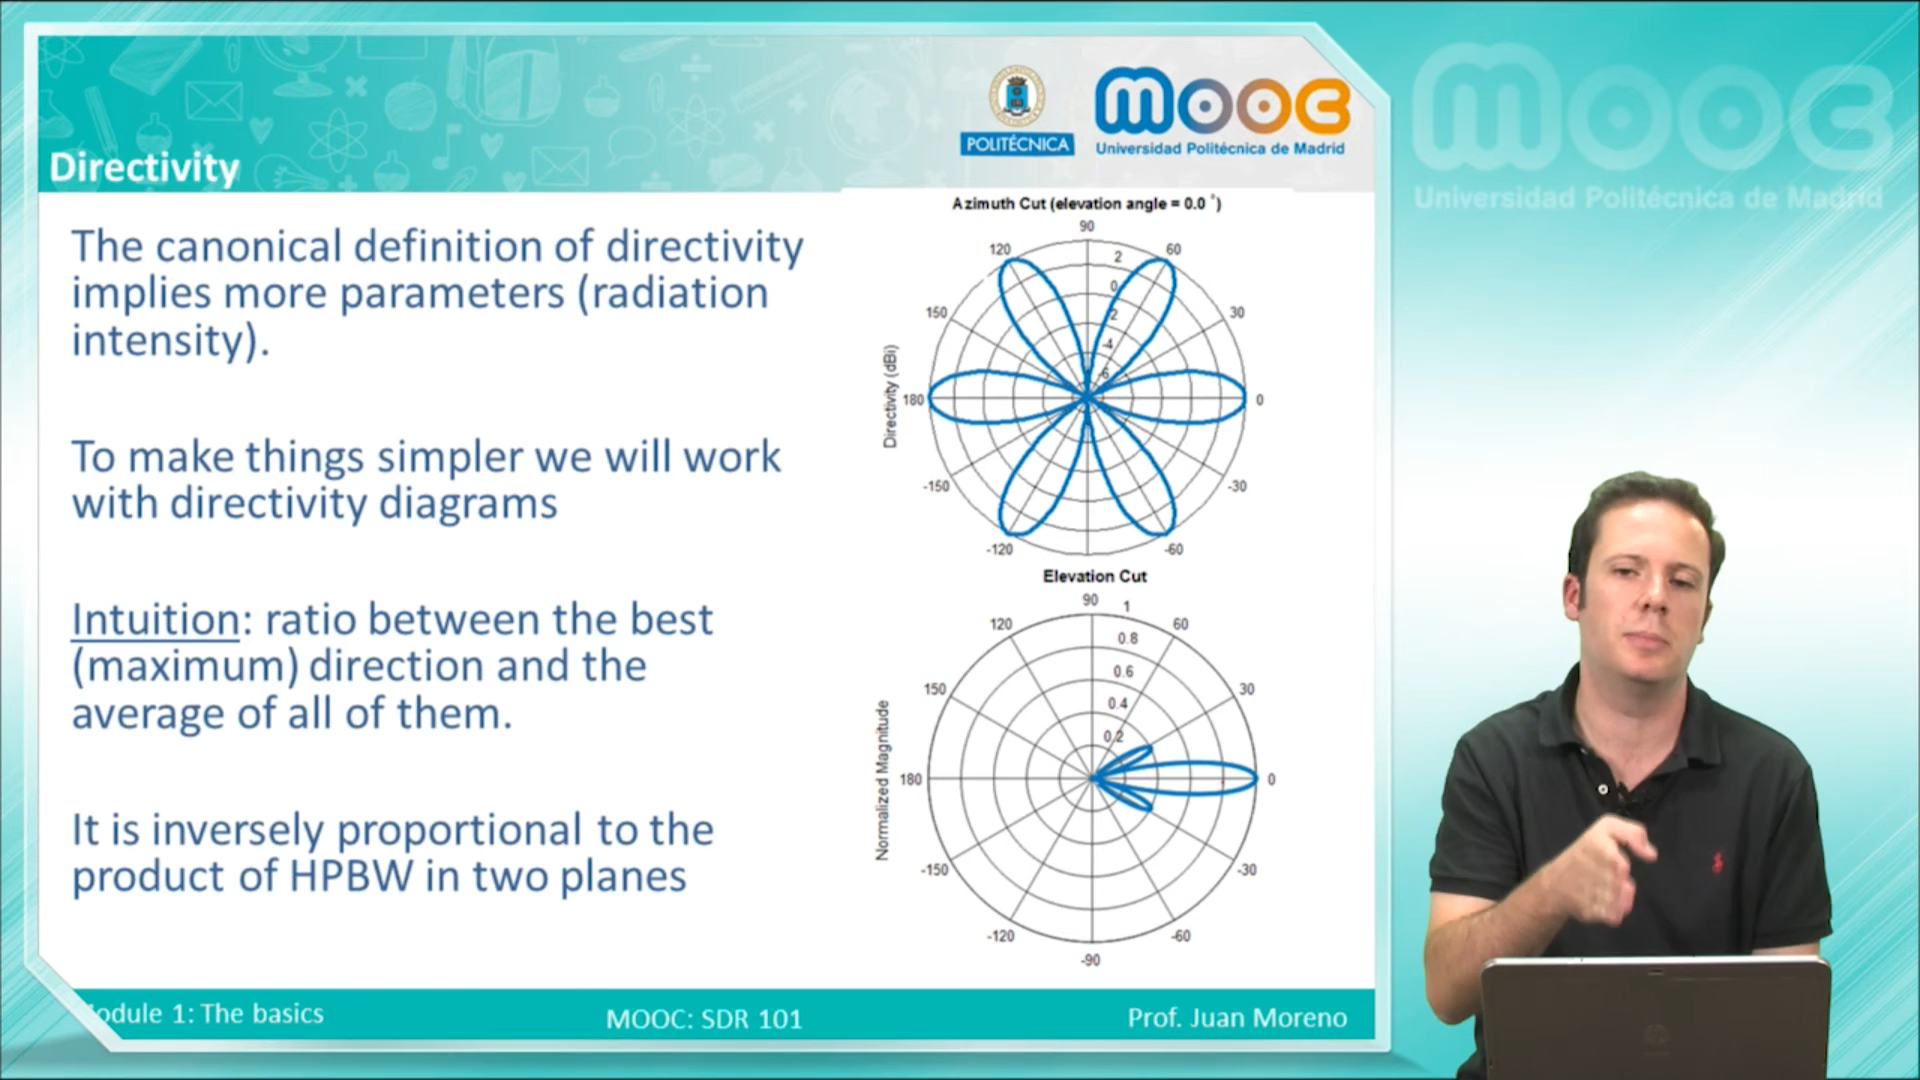 Directivity
POLITÉCNICA
mooc
Universidad Politécnica de Madrid
mooc
Universidad Politécnica de Madrid
The canonical definition of directivity
implies more parameters (radiation
intensity).
To make things simpler we will work
with directivity diagrams
Intuition: ratio between the best
(maximum) direction and the
average of all of them.
It is inversely proportional to the
product of HPBW in two planes
Azimuth Cut (elevation angle = 0.0 °)
90
120
60
2
0
150
30
-2
-4
-6
Directivity (dBi)
180
0
-150
-30
-120
-60
Elevation Cut
90
1
120
60
0.8
0.6
150
30
0.4
0.2
Normalized Magnitude
180
0
-150
-30
-120
-60
-90
odule 1: The basics
MOOC: SDR 101
Prof. Juan Moreno